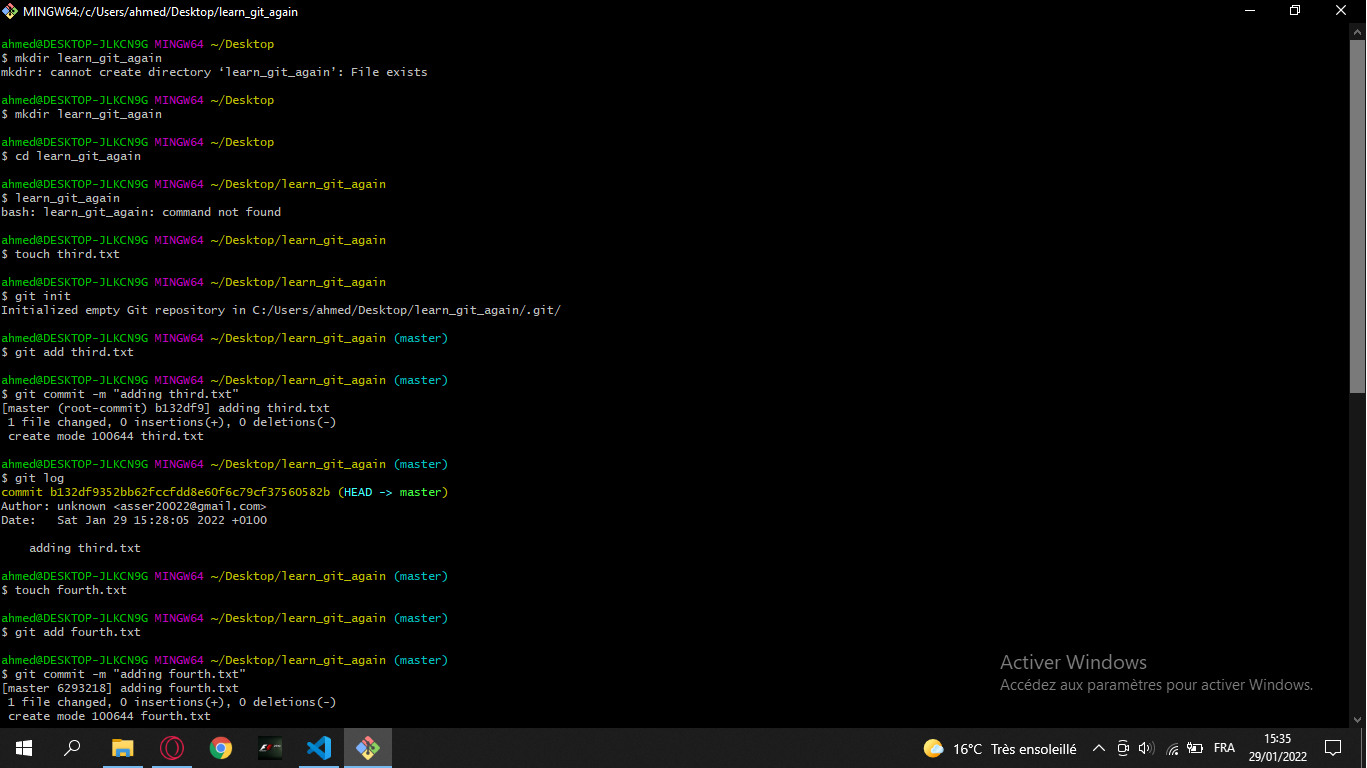 MINGW64:/c/Users/ahmed/Desktop/learn_git_again
ahmed@DESKTOP-JLKCN9G MINGW64 ~/Desktop
$ mkdir learn_git_again
mkdir: cannot create directory ‘learn_git_again’: File exists
ahmed@DESKTOP-JLKCN9G MINGW64 ~/Desktop
$ mkdir learn_git_again
ahmed@DESKTOP-JLKCN9G MINGW64 ~/Desktop
$ cd learn_git_again
ahmed@DESKTOP-JLKCN9G MINGW64 ~/Desktop/learn_git_again
$ learn_git_again
bash: learn_git_again: command not found
ahmed@DESKTOP-JLKCN9G MINGW64 ~/Desktop/learn_git_again
$ touch third.txt
ahmed@DESKTOP-JLKCN9G MINGW64 ~/Desktop/learn_git_again
$ git init
Initialized empty Git repository in C:/Users/ahmed/Desktop/learn_git_again/.git/
ahmed@DESKTOP-JLKCN9G MINGW64 ~/Desktop/learn_git_again (master)
$ git add third.txt
ahmed@DESKTOP-JLKCN9G MINGW64 ~/Desktop/learn_git_again (master)
$ git commit -m "adding third.txt"
[master (root-commit) b132df9] adding third.txt
 1 file changed, 0 insertions(+), 0 deletions(-)
 create mode 100644 third.txt
ahmed@DESKTOP-JLKCN9G MINGW64 ~/Desktop/learn_git_again (master)
$ git log
commit b132df9352bb62fccfdd8e60f6c79cf37560582b (HEAD -> master)
Author: unknown <asser20022@gmail.com>
Date:   Sat Jan 29 15:28:05 2022 +0100
    adding third.txt
ahmed@DESKTOP-JLKCN9G MINGW64 ~/Desktop/learn_git_again (master)
$ touch fourth.txt
ahmed@DESKTOP-JLKCN9G MINGW64 ~/Desktop/learn_git_again (master)
$ git add fourth.txt
ahmed@DESKTOP-JLKCN9G MINGW64 ~/Desktop/learn_git_again (master)
$ git commit -m "adding fourth.txt"
[master 6293218] adding fourth.txt
 1 file changed, 0 insertions(+), 0 deletions(-)
 create mode 100644 fourth.txt
Activer Windows
Accédez aux paramètres pour activer Windows.
16°C Très ensoleillé
FRA
15:35
29/01/2022